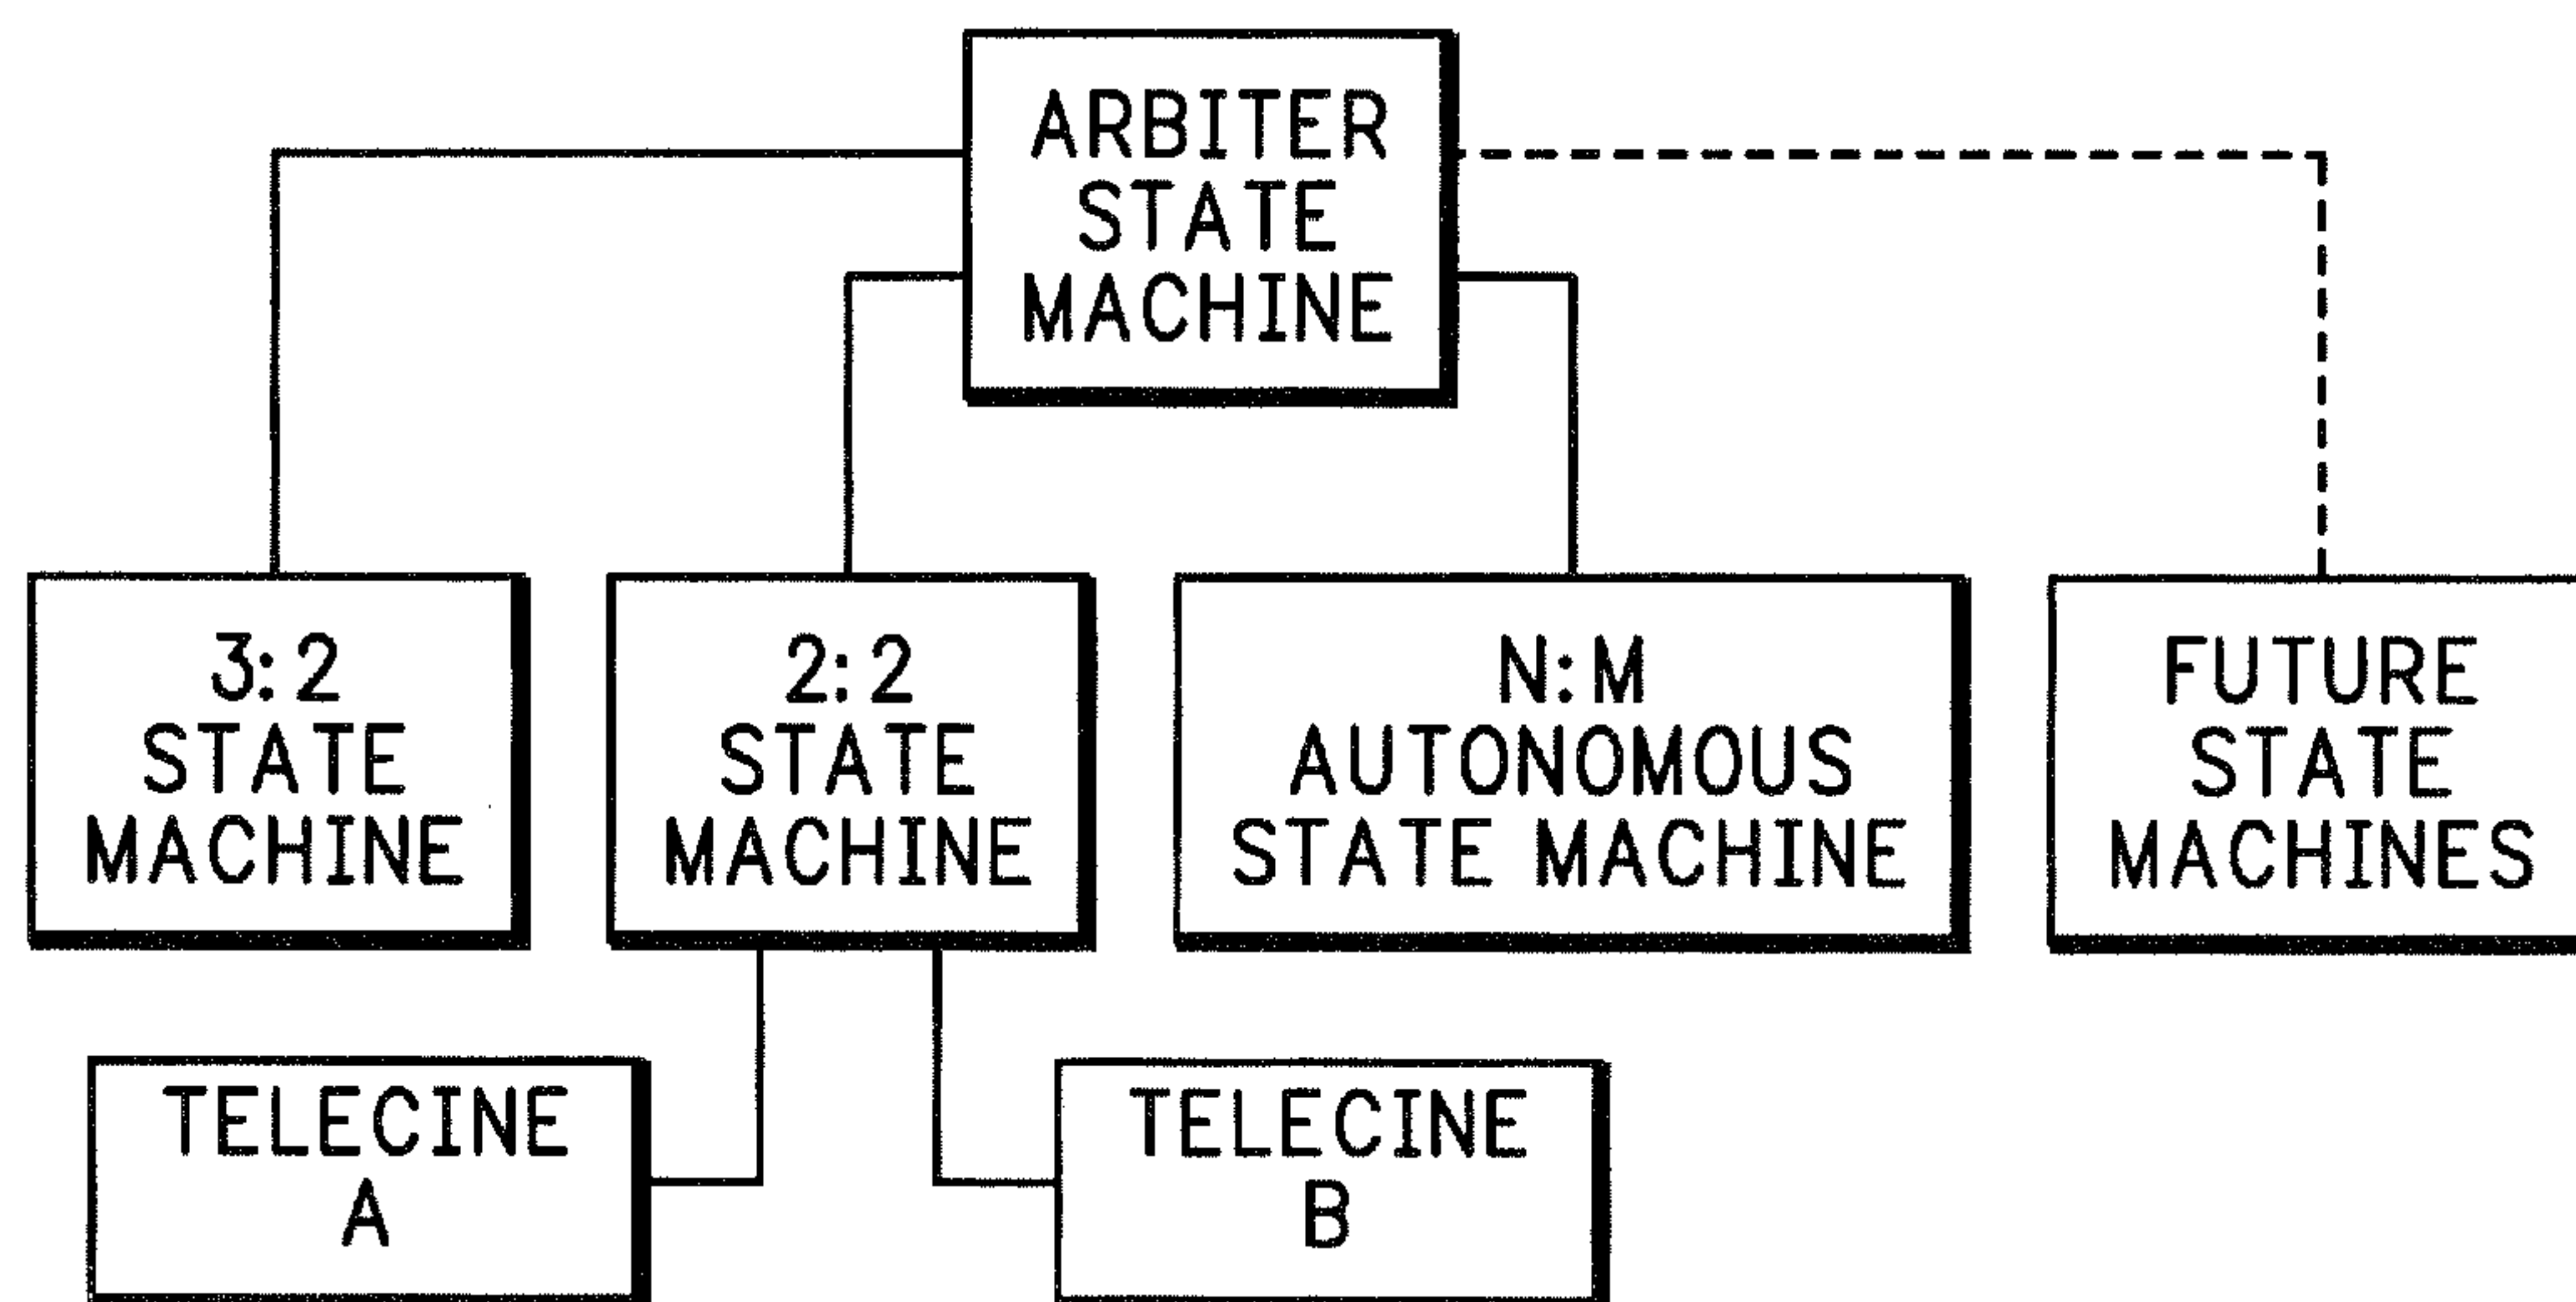 ARBITER
STATE
MACHINE
3:2
STATE
MACHINE
2:2
STATE
MACHINE
N:M
AUTONOMOUS
STATE MACHINE
FUTURE
STATE
MACHINES
TELECINE
A
TELECINE
B